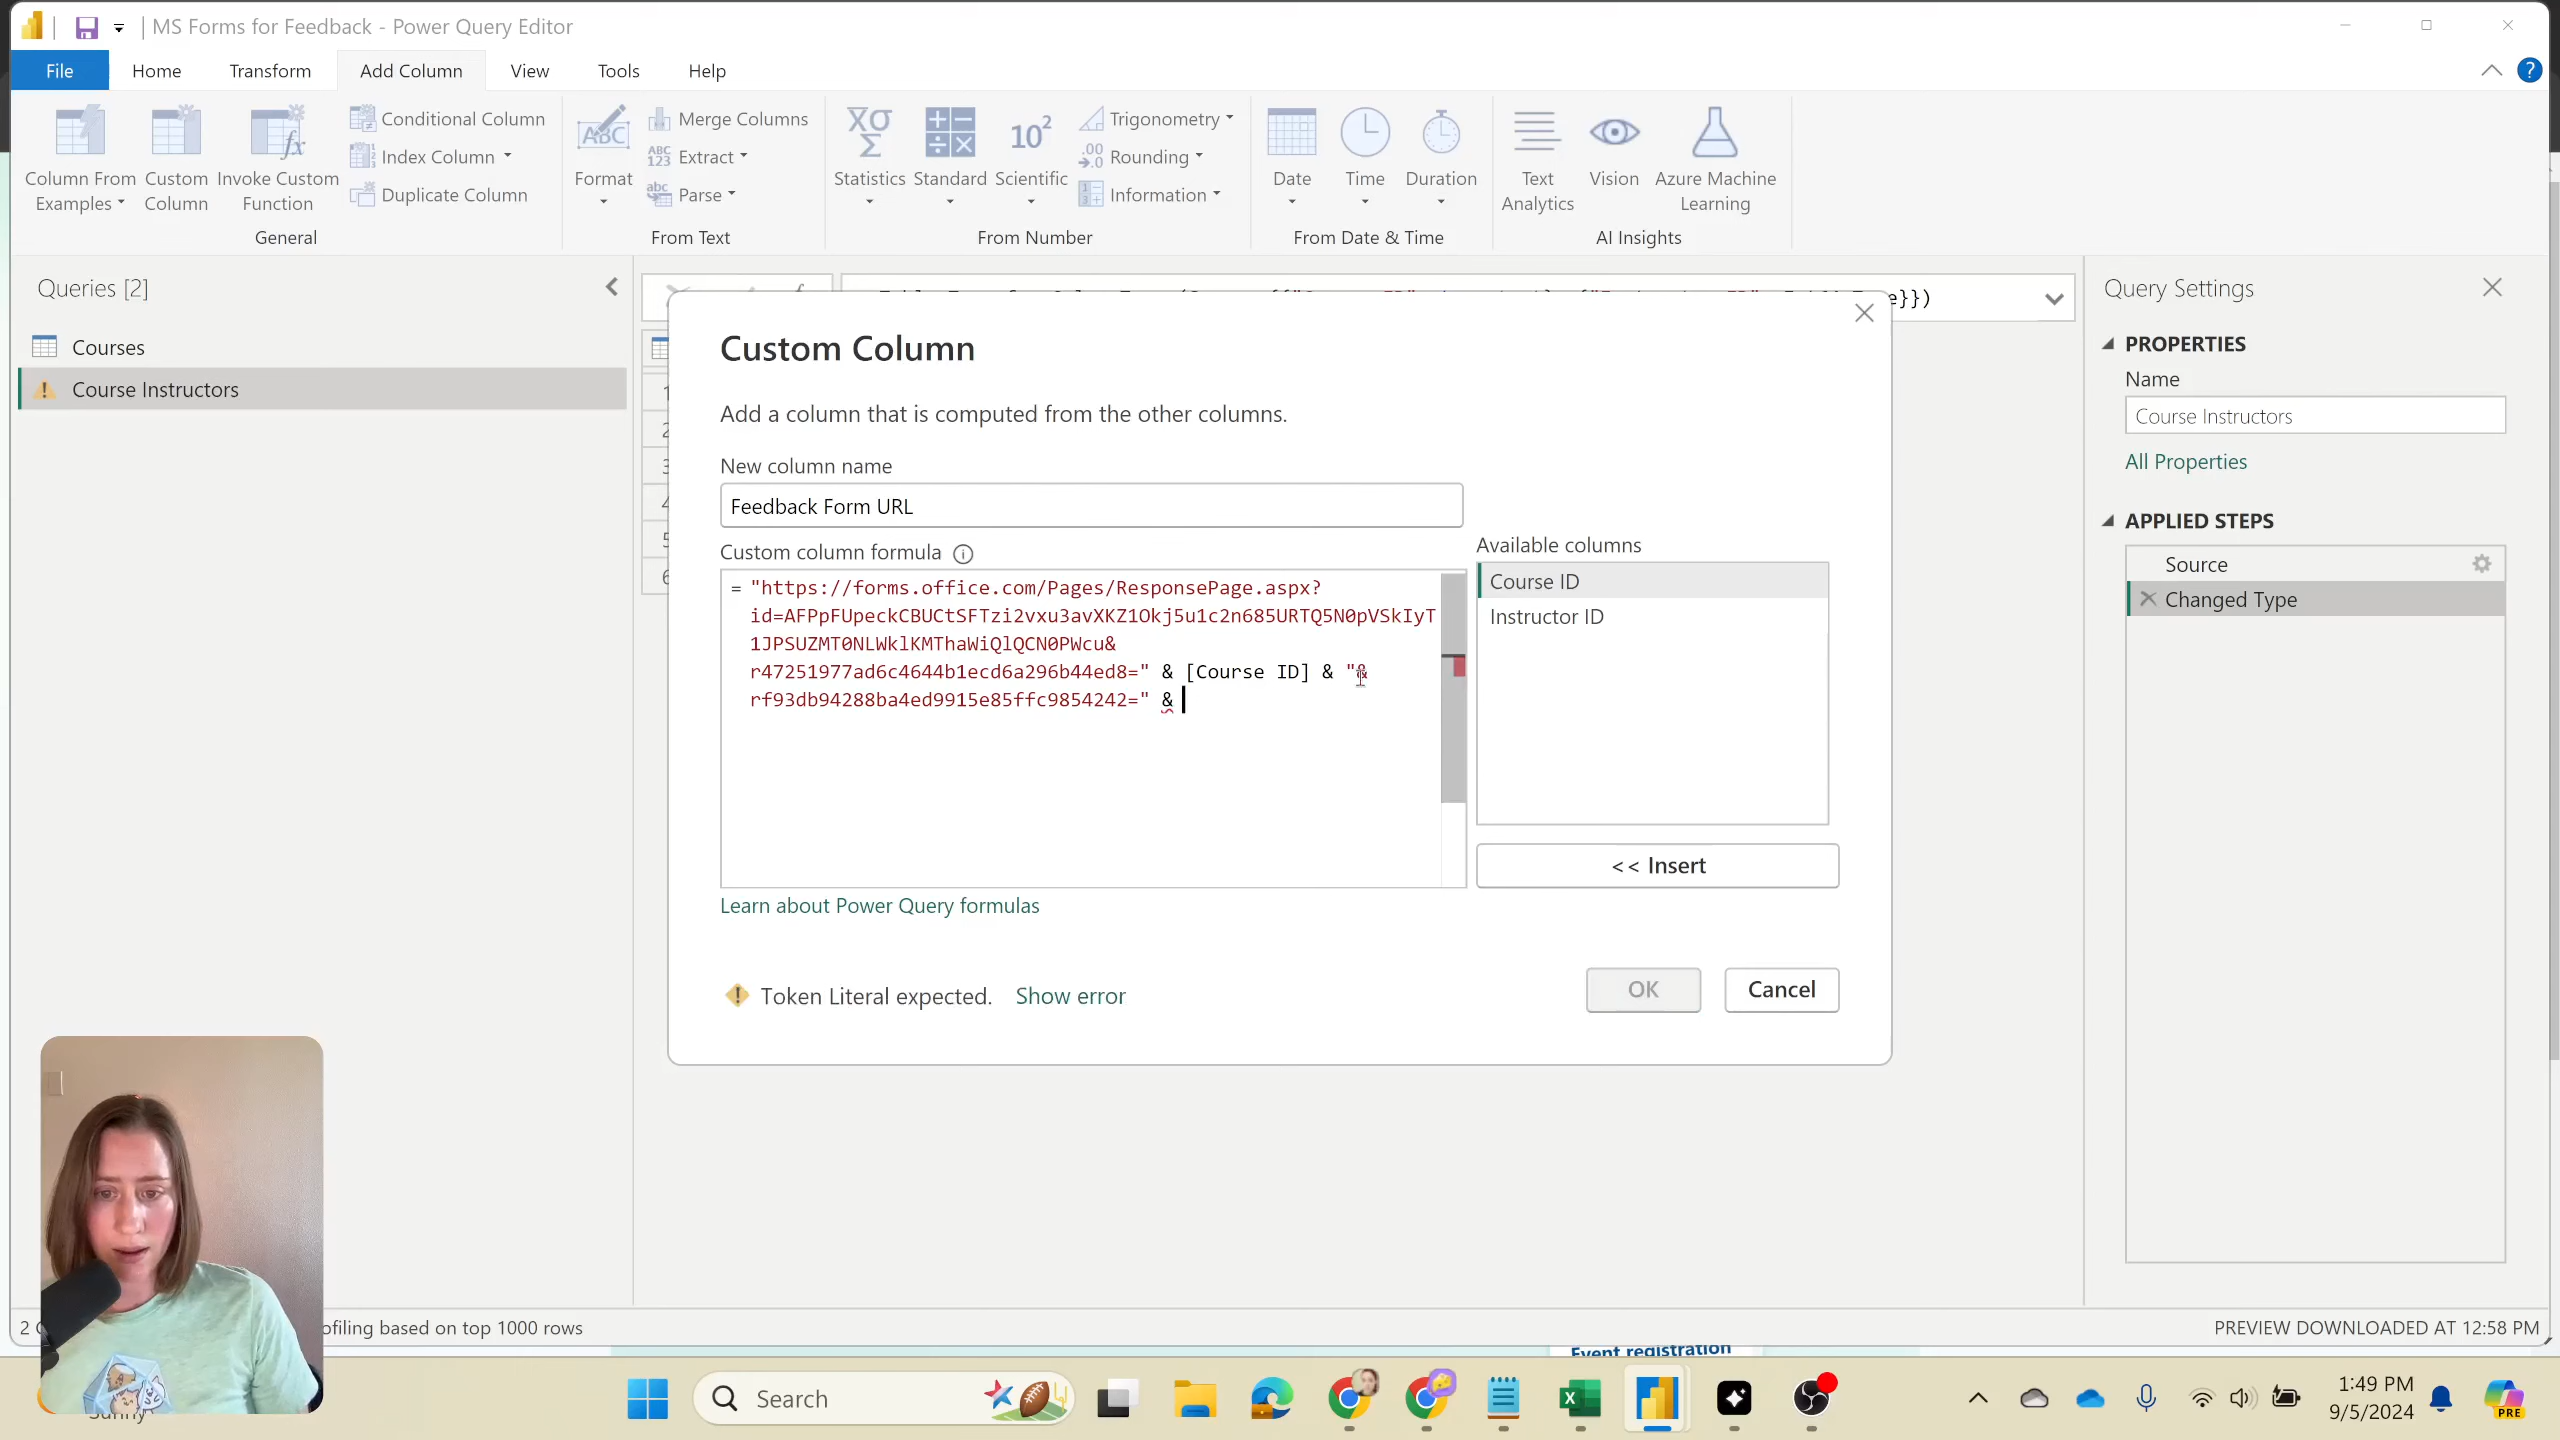 MS Forms for Feedback - Power Query Editor
File
Home
Transform
Add Column
View
Tools
Help
?
Column From Examples
Custom Column
Invoke Custom Function
Conditional Column
Index Column
Duplicate Column
General
Format
Merge Columns
Extract
Parse
From Text
Statistics
Standard
Scientific
Trigonometry
Rounding
Information
From Number
Date
Time
Duration
From Date & Time
Text Analytics
Vision
Azure Machine Learning
AI Insights
Queries [2]
Courses
Course Instructors
Custom Column
Add a column that is computed from the other columns.
New column name
Feedback Form URL
Custom column formula
= "https://forms.office.com/Pages/ResponsePage.aspx?
id=AFPpFUpeckCBUCtSFTzi2vxu3avXKZ1Okj5u1c2n685URTQ5N0pVSkIyT
1JPSUZMT0NLWklKMThaWiQlQCN0PWcu&
r47251977ad6c4644b1ecd6a296b44ed8=" & [Course ID] & "&
rf93db94288ba4ed9915e85ffc9854242=" &
Available columns
Course ID
Instructor ID
<< Insert
Learn about Power Query formulas
Token Literal expected.
Show error
OK
Cancel
Query Settings
PROPERTIES
Name
Course Instructors
All Properties
APPLIED STEPS
Source
Changed Type
ofiling based on top 1000 rows
PREVIEW DOWNLOADED AT 12:58 PM
Event registration
Sunny
Search
1:49 PM
9/5/2024
PRE